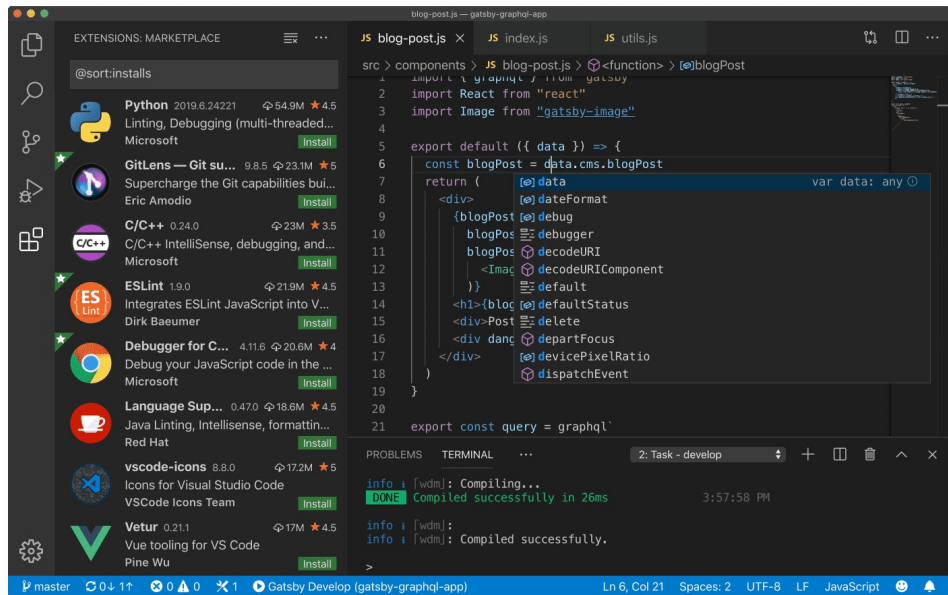 blog-post.js — gatsby-graphql-app
EXTENSIONS: MARKETPLACE
@sort:installs
Python 2019.6.24221 54.9M ★ 4.5
Linting, Debugging (multi-threaded...
Microsoft Install
GitLens — Git su... 9.8.5 23.1M ★ 5
Supercharge the Git capabilities bui...
Eric Amodio Install
C/C++
C/C++ 0.24.0 23M ★ 3.5
C/C++ IntelliSense, debugging, and...
Microsoft Install
ES
Lint
ESLint 1.9.0 21.9M ★ 4.5
Integrates ESLint JavaScript into V...
Dirk Baeumer Install
Debugger for C... 4.11.6 20.6M ★ 4
Debug your JavaScript code in the ...
Microsoft Install
Language Sup... 0.47.0 18.6M ★ 4.5
Java Linting, Intellisense, formattin...
Red Hat Install
vscode-icons 8.8.0 17.2M ★ 5
Icons for Visual Studio Code
VSCode Icons Team Install
Vetur 0.21.1 17M ★ 4.5
Vue tooling for VS Code
Pine Wu Install
JS blog-post.js × JS index.js JS utils.js
src > components > JS blog-post.js > <function> > blogPost
1 import { graphql } from "gatsby"
2 import React from "react"
3 import Image from "gatsby-image"
4
5 export default ({ data }) => {
6 const blogPost = data.cms.blogPost
7 return (
8 <div>
9 {blogPost
10 blogPos
11 blogPos
12 <Imag
13 )}
14 <h1>{blog
15 <div>Post
16 <div dang
17 </div>
18 )
19 }
20
21 export const query = graphql`
data var data: any
dateFormat
debug
debugger
decodeURI
decodeURIComponent
default
defaultStatus
delete
departFocus
devicePixelRatio
dispatchEvent
PROBLEMS TERMINAL ... 2: Task - develop
info i ｢wdm｣: Compiling...
DONE Compiled successfully in 26ms 3:57:58 PM
info i ｢wdm｣:
info i ｢wdm｣: Compiled successfully.
>
master 0↓ 1↑ 0 0 1 Gatsby Develop (gatsby-graphql-app) Ln 6, Col 21 Spaces: 2 UTF-8 LF JavaScript